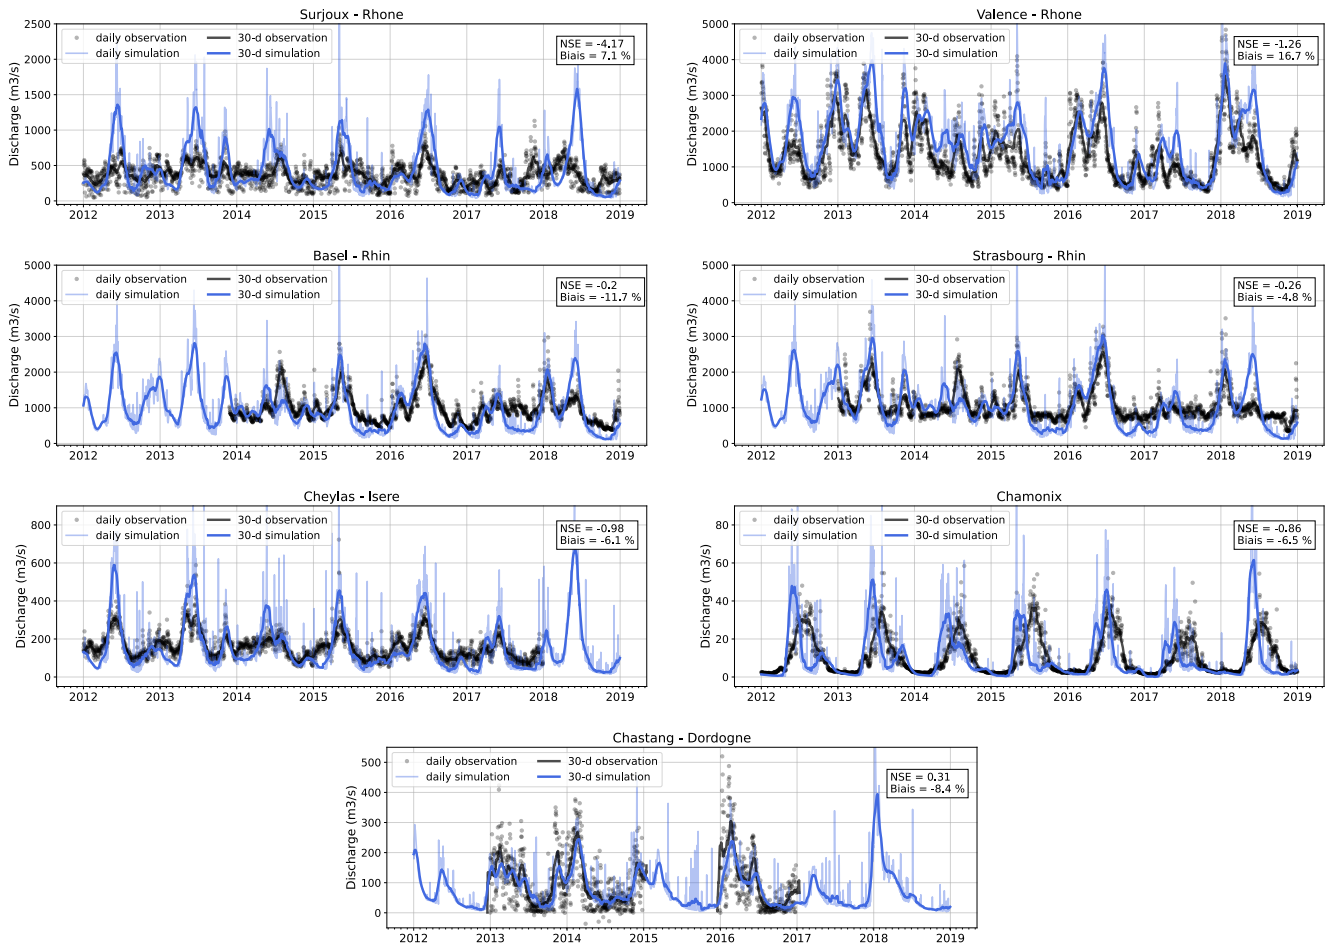 Surjoux - Rhone
Discharge (m3/s)
2500
2000
1500
1000
500
0
daily observation
daily simulation
30-d observation
30-d simulation
NSE = -4.17
Biais = 7.1 %
2012 2013 2014 2015 2016 2017 2018 2019
Valence - Rhone
Discharge (m3/s)
5000
4000
3000
2000
1000
0
daily observation
daily simulation
30-d observation
30-d simulation
NSE = -1.26
Biais = 16.7 %
2012 2013 2014 2015 2016 2017 2018 2019
Basel - Rhin
Discharge (m3/s)
5000
4000
3000
2000
1000
0
daily observation
daily simulation
30-d observation
30-d simulation
NSE = -0.2
Biais = -11.7 %
2012 2013 2014 2015 2016 2017 2018 2019
Strasbourg - Rhin
Discharge (m3/s)
5000
4000
3000
2000
1000
0
daily observation
daily simulation
30-d observation
30-d simulation
NSE = -0.26
Biais = -4.8 %
2012 2013 2014 2015 2016 2017 2018 2019
Cheylas - Isere
Discharge (m3/s)
800
600
400
200
0
daily observation
daily simulation
30-d observation
30-d simulation
NSE = -0.98
Biais = -6.1 %
2012 2013 2014 2015 2016 2017 2018 2019
Chamonix
Discharge (m3/s)
80
60
40
20
0
daily observation
daily simulation
30-d observation
30-d simulation
NSE = -0.86
Biais = -6.5 %
2012 2013 2014 2015 2016 2017 2018 2019
Chastang - Dordogne
Discharge (m3/s)
500
400
300
200
100
0
daily observation
daily simulation
30-d observation
30-d simulation
NSE = 0.31
Biais = -8.4 %
2012 2013 2014 2015 2016 2017 2018 2019